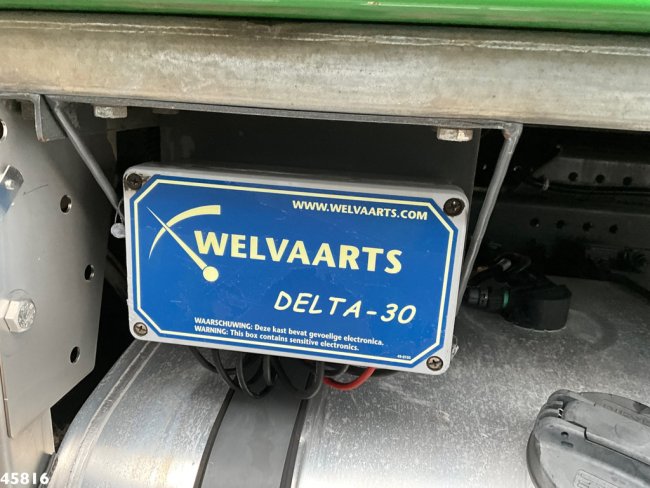 WWW.WELVAARTS.COM
WELVAARTS
DELTA-30
WAARSCHUWING: Deze kast bevat gevoelige electronica.
WARNING: This box contains sensitive electronics.
45816